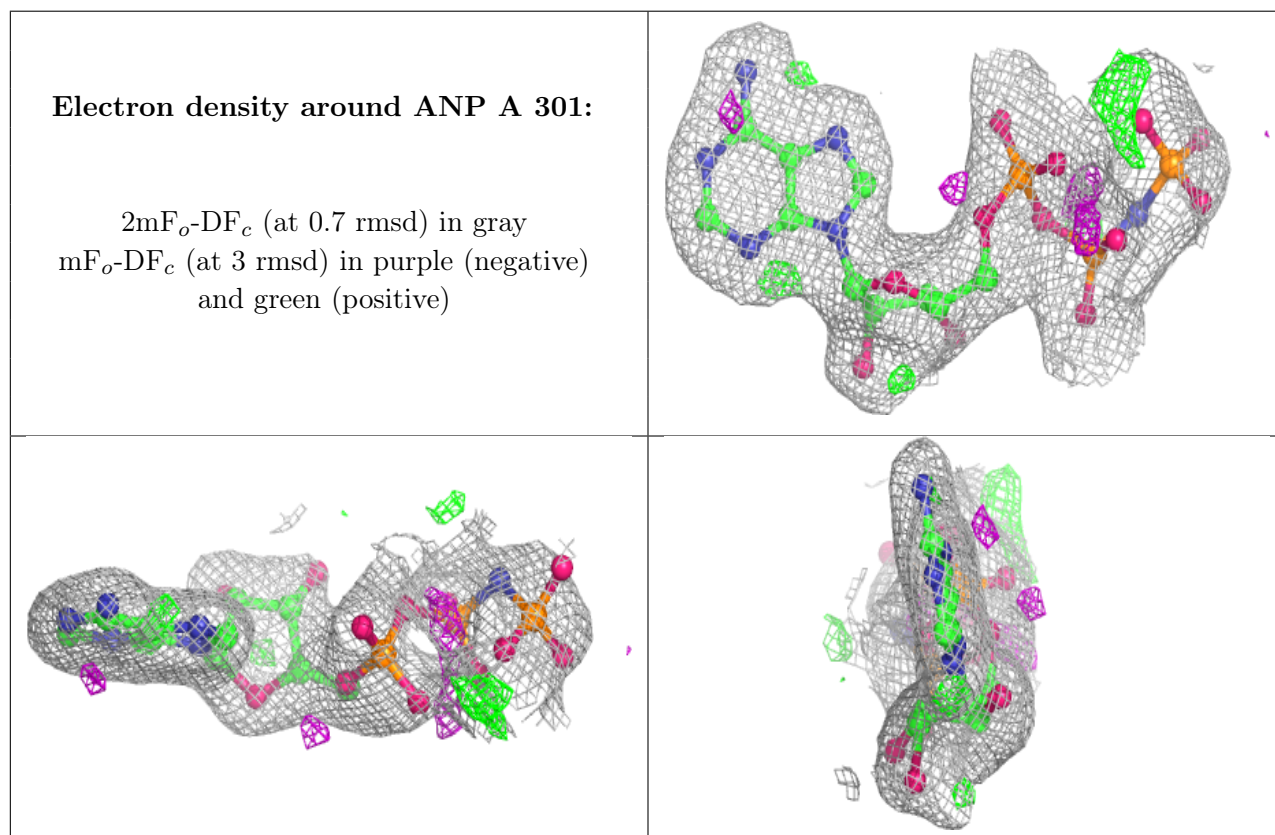 Electron density around ANP A 301:
2mFo-DFc (at 0.7 rmsd) in gray
mFo-DFc (at 3 rmsd) in purple (negative)
and green (positive)